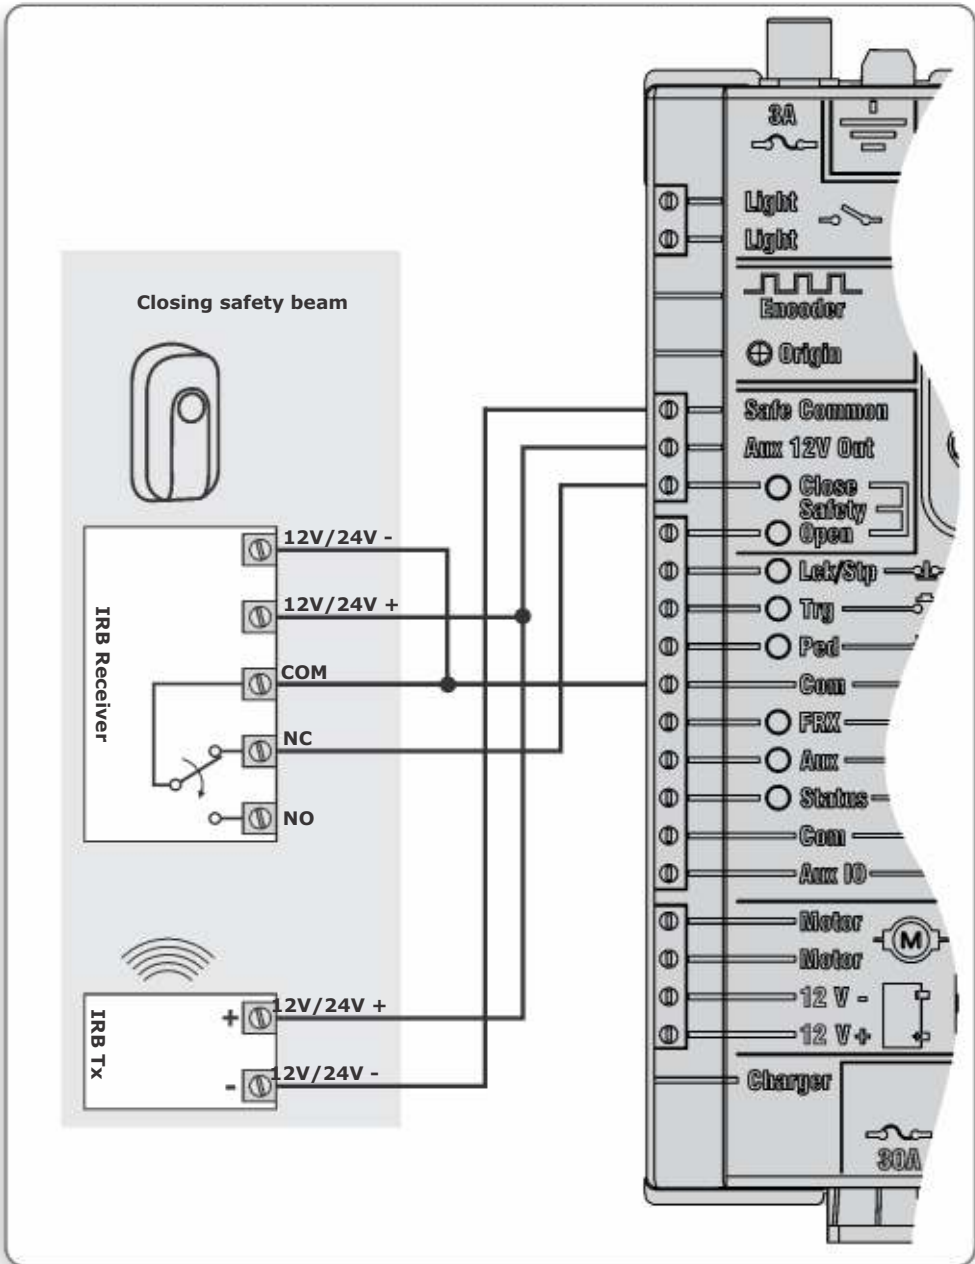 Closing safety beam
12V/24V -
12V/24V +
COM
NC
NO
IRB Receiver
+ 12V/24V +
- 12V/24V -
IRB Tx
3A
Light
Light
Encoder
Origin
Safe Common
Aux 12V Out
Close
Safety
Open
Lck/Stp
Trg
Ped
Com
FRX
Aux
Status
Com
Aux IO
Motor
Motor
M
12 V -
12 V +
Charger
30A